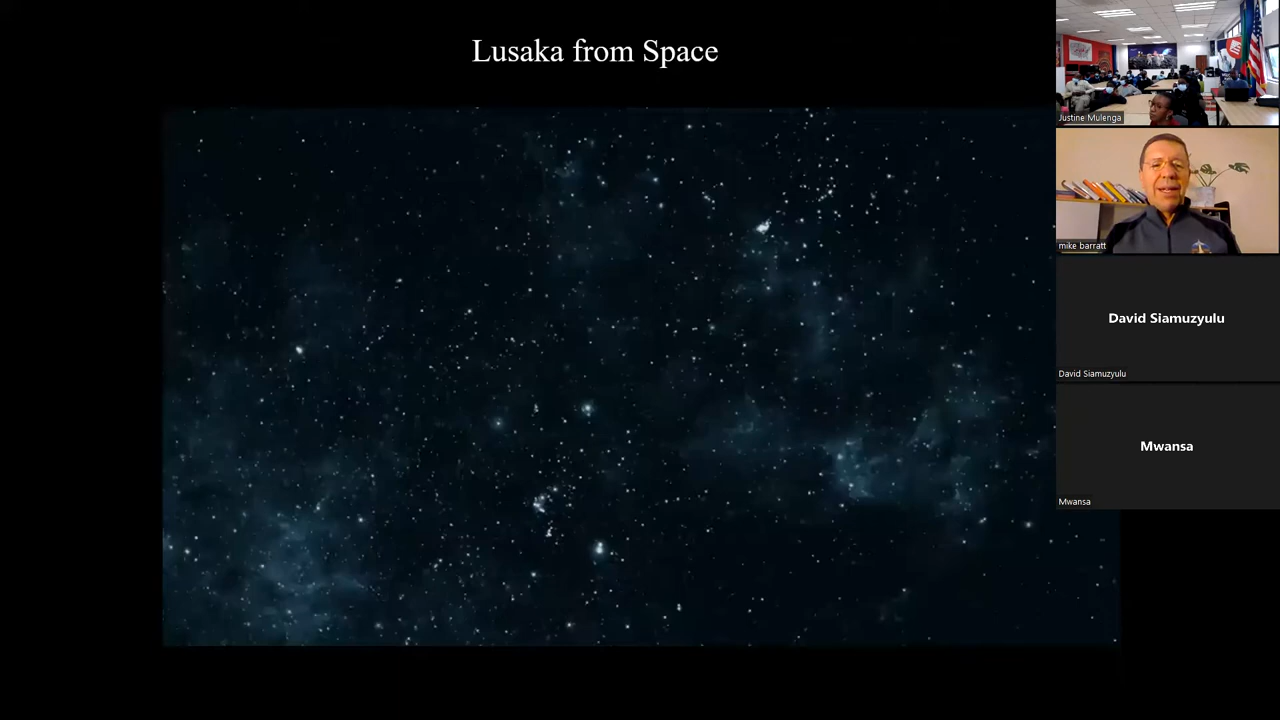 Lusaka from Space
Justine Mulenga
mike barratt
David Siamuzyulu
David Siamuzyulu
Mwansa
Mwansa